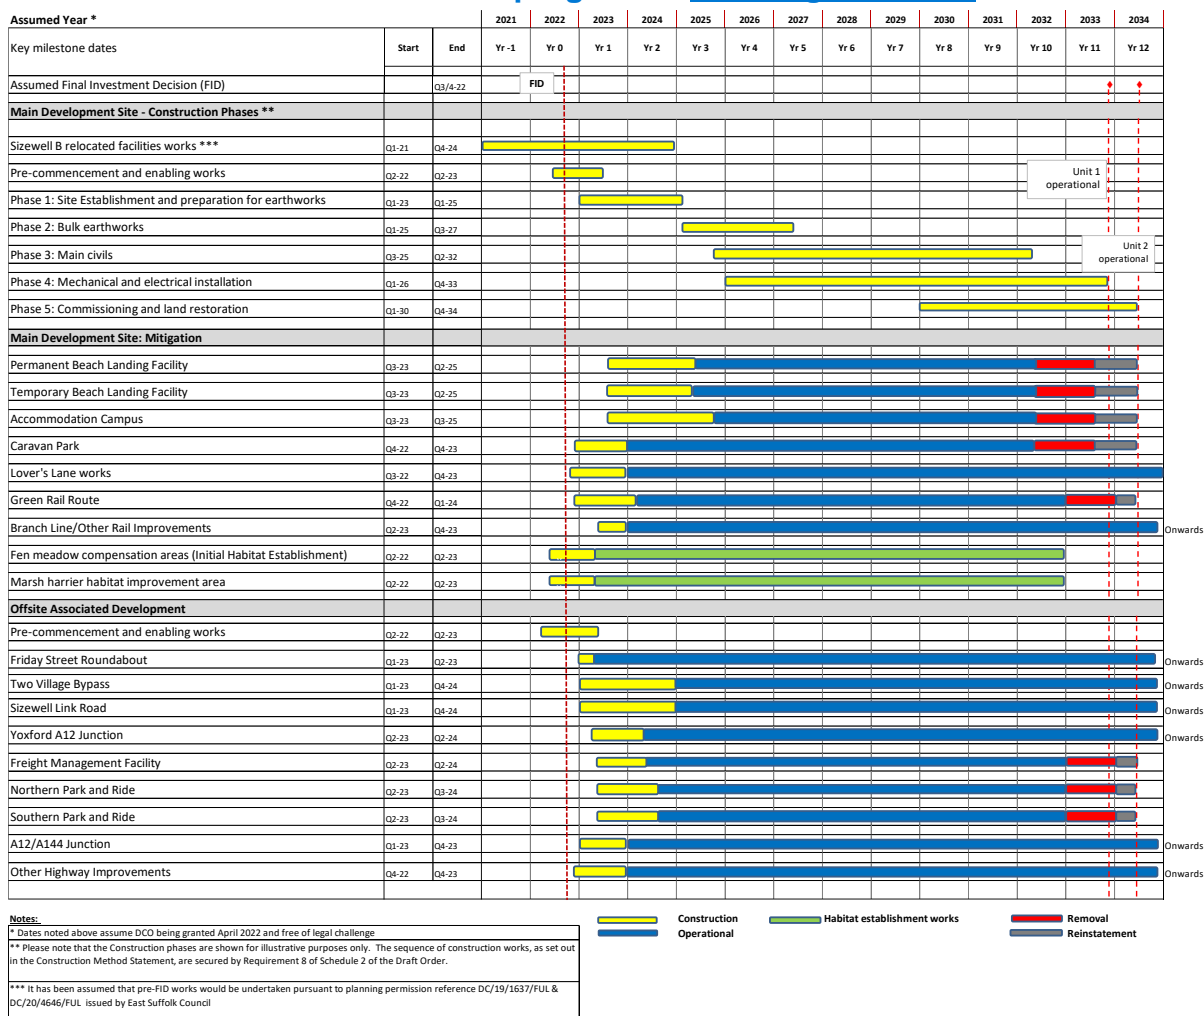 Assumed Year * 2021 2022 2023 2024 2025 2026 2027 2028 2029 2030 2031 2032 2033 2034
Key milestone dates Start End Yr -1 Yr 0 Yr 1 Yr 2 Yr 3 Yr 4 Yr 5 Yr 6 Yr 7 Yr 8 Yr 9 Yr 10 Yr 11 Yr 12
Assumed Final Investment Decision (FID) Q3/4-22 FID
Main Development Site - Construction Phases **
Sizewell B relocated facilities works *** Q1-21 Q4-24
Pre-commencement and enabling works Q2-22 Q2-23
Unit 1
operational
Phase 1: Site Establishment and preparation for earthworks Q1-23 Q1-25
Phase 2: Bulk earthworks Q1-25 Q3-27
Phase 3: Main civils Q3-25 Q2-32
Unit 2
operational
Phase 4: Mechanical and electrical installation Q1-26 Q4-33
Phase 5: Commissioning and land restoration Q1-30 Q4-34
Main Development Site: Mitigation
Permanent Beach Landing Facility Q3-23 Q2-25
Temporary Beach Landing Facility Q3-23 Q2-25
Accommodation Campus Q3-23 Q3-25
Caravan Park Q4-22 Q4-23
Lover's Lane works Q3-22 Q4-23
Green Rail Route Q4-22 Q1-24
Branch Line/Other Rail Improvements Q2-23 Q4-23 Onwards
Fen meadow compensation areas (Initial Habitat Establishment) Q2-22 Q2-23
Marsh harrier habitat improvement area Q2-22 Q2-23
Offsite Associated Development
Pre-commencement and enabling works Q2-22 Q2-23
Friday Street Roundabout Q1-23 Q2-23 Onwards
Two Village Bypass Q1-23 Q4-24 Onwards
Sizewell Link Road Q1-23 Q4-24 Onwards
Yoxford A12 Junction Q2-23 Q2-24 Onwards
Freight Management Facility Q2-23 Q2-24
Northern Park and Ride Q2-23 Q3-24
Southern Park and Ride Q2-23 Q3-24
A12/A144 Junction Q1-23 Q4-23 Onwards
Other Highway Improvements Q4-22 Q4-23 Onwards
Notes:
* Dates noted above assume DCO being granted April 2022 and free of legal challenge
** Please note that the Construction phases are shown for illustrative purposes only. The sequence of construction works, as set out
in the Construction Method Statement, are secured by Requirement 8 of Schedule 2 of the Draft Order.
*** It has been assumed that pre-FID works would be undertaken pursuant to planning permission reference DC/19/1637/FUL &
DC/20/4646/FUL issued by East Suffolk Council
Construction Habitat establishment works Removal
Operational Reinstatement